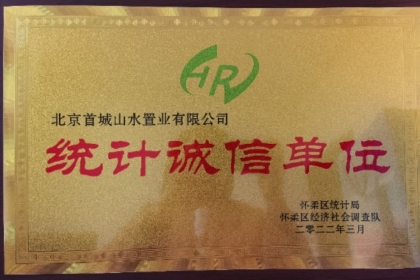 HR
北京首城山水置业有限公司
统计诚信单位
怀柔区统计局
怀柔区经济社会调查队
二零二二年三月